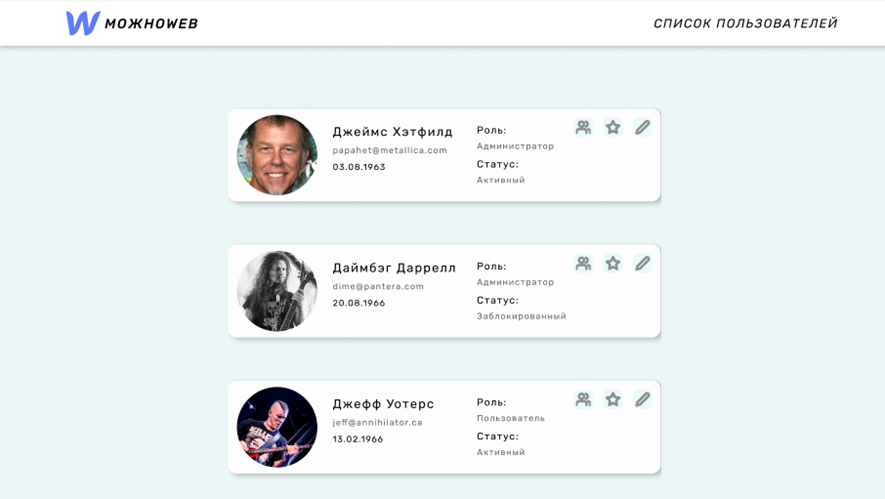 W МОЖНОWEB
СПИСОК ПОЛЬЗОВАТЕЛЕЙ
Джеймс Хэтфилд
papahet@metallica.com
03.08.1963
Роль:
Администратор
Статус:
Активный
Даймбэг Даррелл
dime@pantera.com
20.08.1966
Роль:
Администратор
Статус:
Заблокированный
Джефф Уотерс
jeff@annihilator.ca
13.02.1966
Роль:
Пользователь
Статус:
Активный